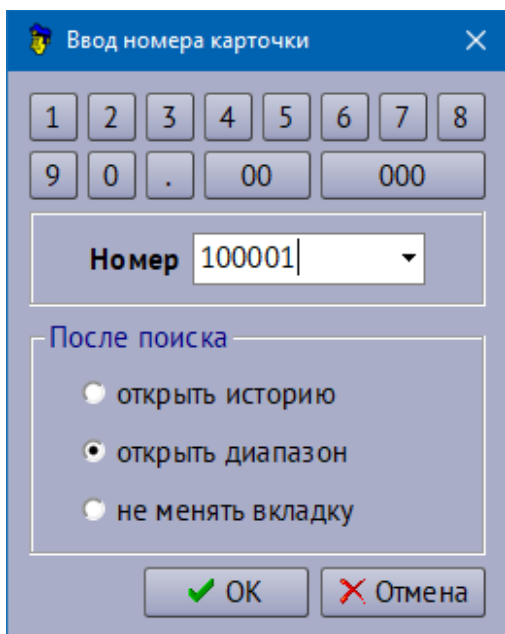 Ввод номера карточки
1 2 3 4 5 6 7 8
9 0 . 00 000
Номер 100001
После поиска
открыть историю
открыть диапазон
не менять вкладку
OK Отмена